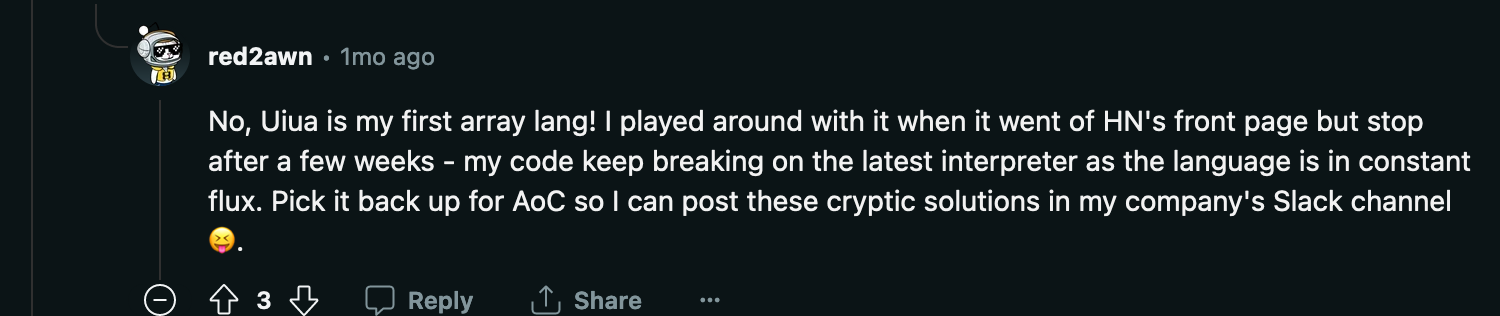 red2awn • 1mo ago
No, Uiua is my first array lang! I played around with it when it went of HN's front page but stop
after a few weeks - my code keep breaking on the latest interpreter as the language is in constant
flux. Pick it back up for AoC so I can post these cryptic solutions in my company's Slack channel
😝.
3 Reply Share ...